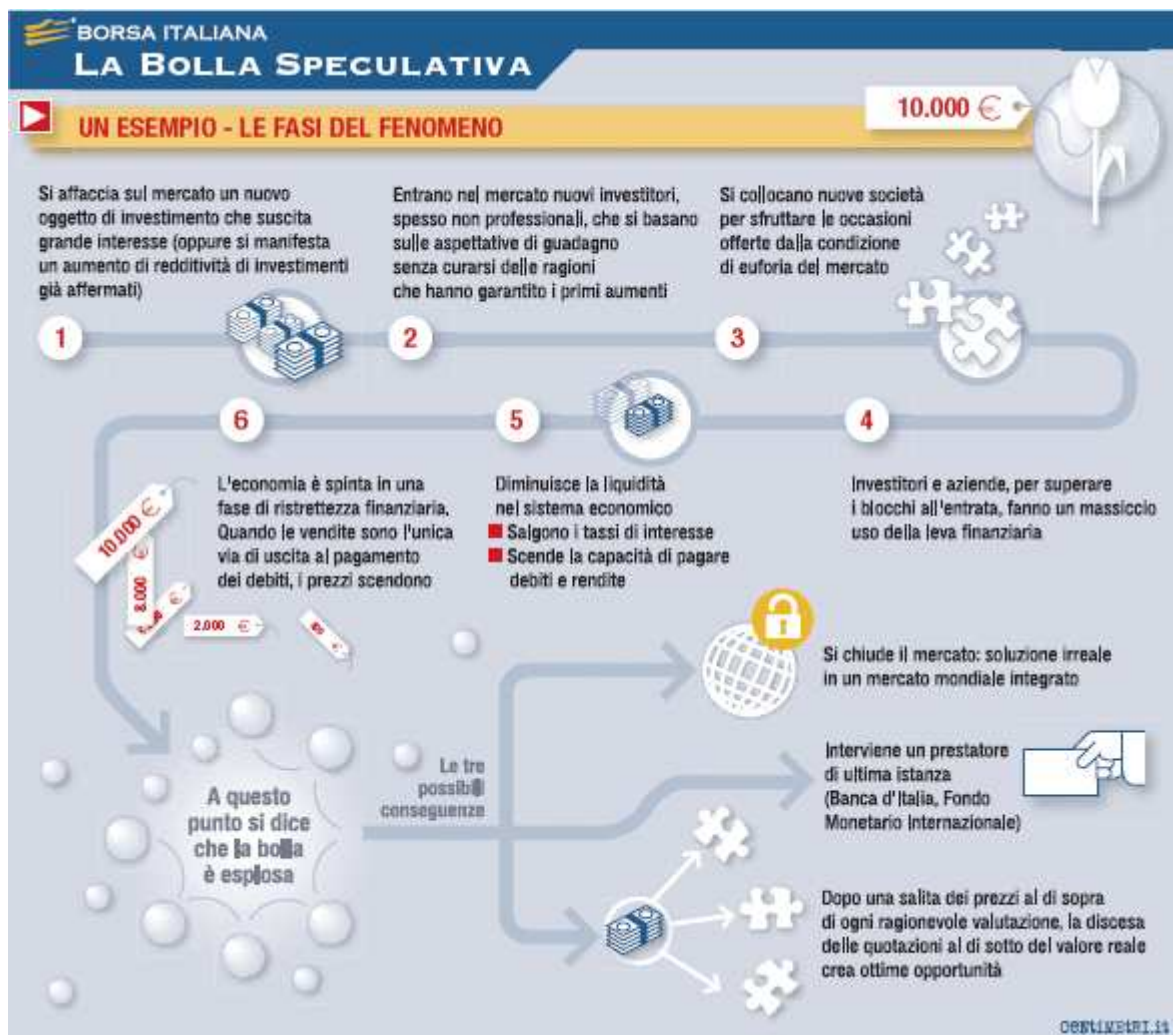 BORSA ITALIANA
LA BOLLA SPECULATIVA
UN ESEMPIO - LE FASI DEL FENOMENO
10.000 €
Si affaccia sul mercato un nuovo
oggetto di investimento che suscita
grande interesse (oppure si manifesta
un aumento di redditività di investimenti
già affermati)
Entrano nel mercato nuovi investitori,
spesso non professionali, che si basano
sulle aspettative di guadagno
senza curarsi delle ragioni
che hanno garantito i primi aumenti
Si collocano nuove società
per sfruttare le occasioni
offerte dalla condizione
di euforia del mercato
1
2
3
6
5
4
L'economia è spinta in una
fase di ristrettezza finanziaria.
Quando le vendite sono l'unica
via di uscita al pagamento
dei debiti, i prezzi scendono
Diminuisce la liquidità
nel sistema economico
Salgono i tassi di interesse
Scende la capacità di pagare
debiti e rendite
Investitori e aziende, per superare
i blocchi all'entrata, fanno un massiccio
uso della leva finanziaria
10.000 €
8.000 €
€
2.000 €
€
Si chiude il mercato: soluzione irreale
in un mercato mondiale integrato
Le tre
possibili
conseguenze
Interviene un prestatore
di ultima istanza
(Banca d'Italia, Fondo
Monetario Internazionale)
A questo
punto si dice
che la bolla
è esplosa
Dopo una salita dei prezzi al di sopra
di ogni ragionevole valutazione, la discesa
delle quotazioni al di sotto del valore reale
crea ottime opportunità
CENTIMETRI.it